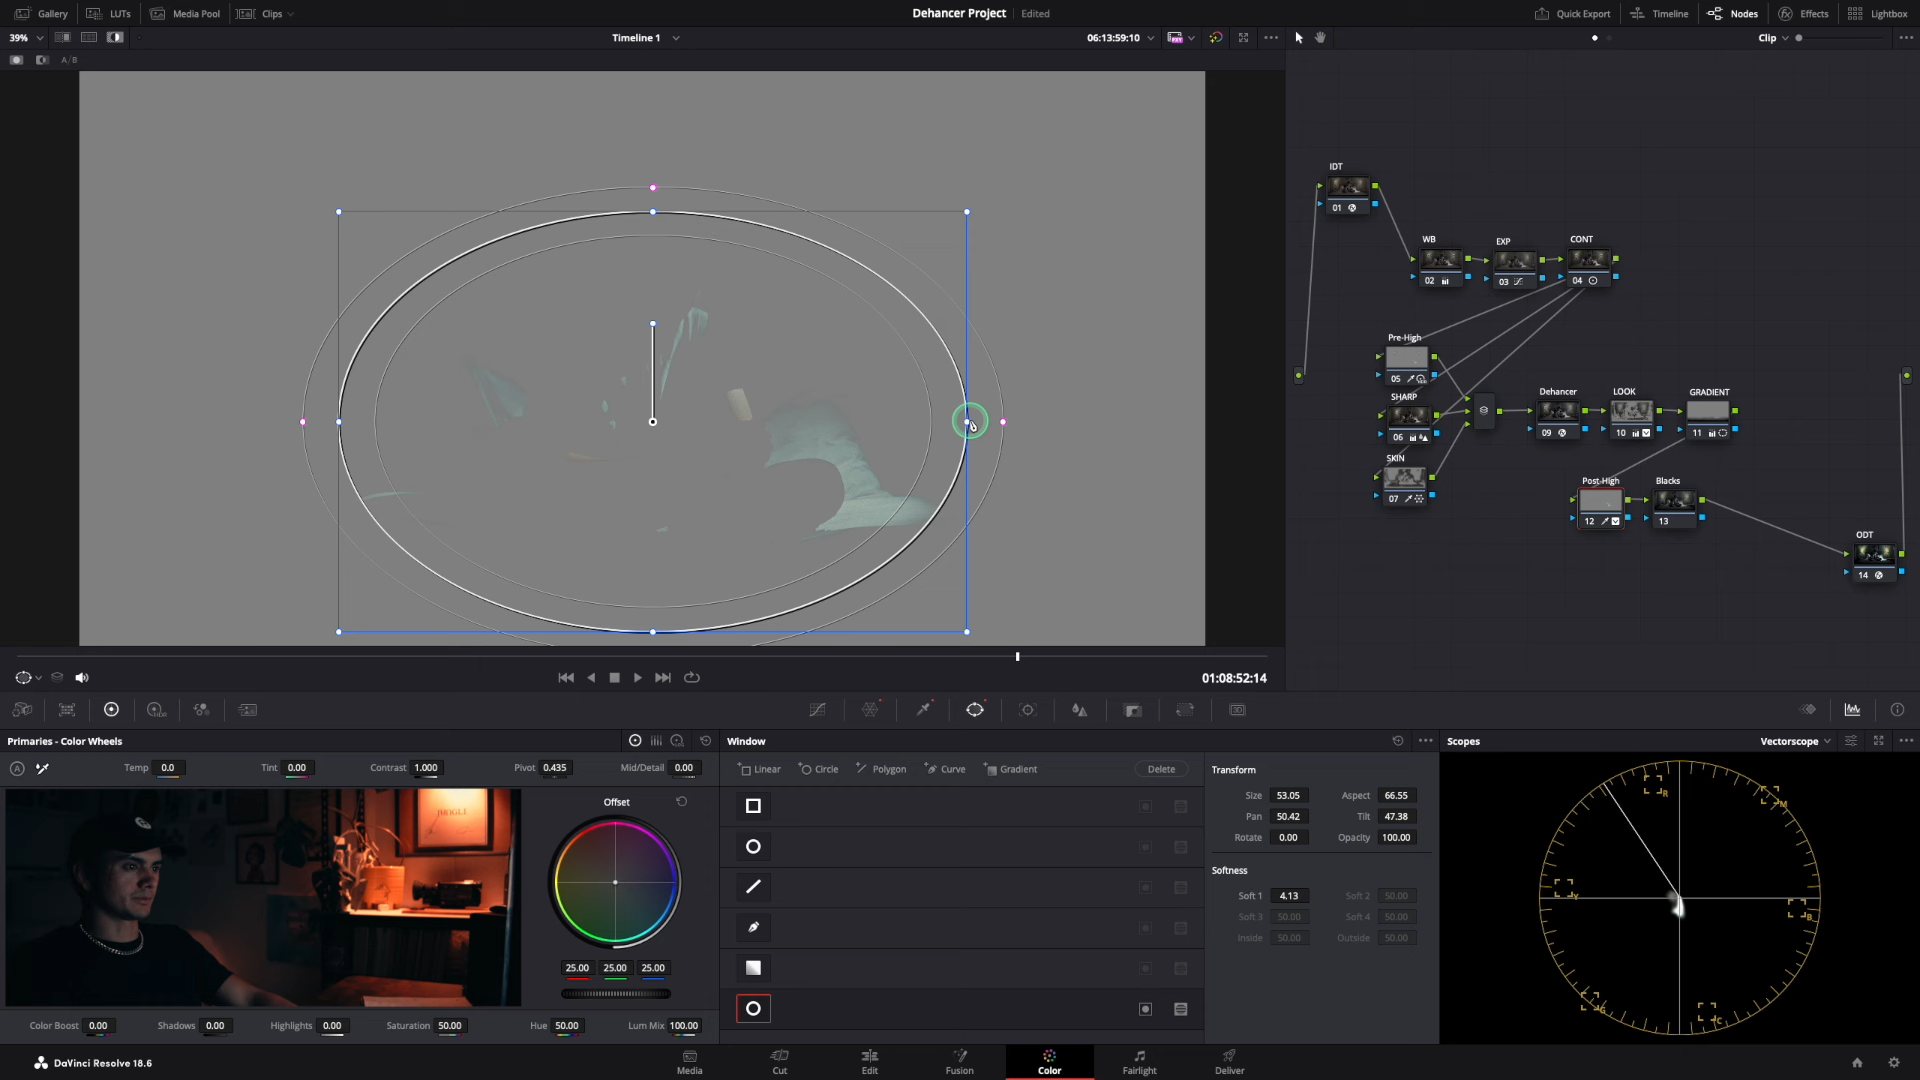 Gallery LUTs Media Pool Clips Dehancer Project Edited Quick Export Timeline Nodes Effects Lightbox
39% Timeline 1 06:13:59:10 Clip
A/B
IDT
01
WB EXP CONT
02 03 04
Pre-High
05
SHARP
06
SKIN
07
Dehancer LOOK GRADIENT
09 10 11
Post-High Blacks
12 13
ODT
14
01:08:52:14
HDR
3D
Primaries - Color Wheels
A Temp 0.0 Tint 0.00 Contrast 1.000 Pivot 0.435 Mid/Detail 0.00
JUNGLE
Offset
25.00 25.00 25.00
Color Boost 0.00 Shadows 0.00 Highlights 0.00 Saturation 50.00 Hue 50.00 Lum Mix 100.00
Window
Linear Circle Polygon Curve Gradient Delete
Transform
Size 53.05 Aspect 66.55
Pan 50.42 Tilt 47.38
Rotate 0.00 Opacity 100.00
Softness
Soft 1 4.13 Soft 2 50.00
Soft 3 50.00 Soft 4 50.00
Inside 50.00 Outside 50.00
Scopes Vectorscope
R
M
Y
B
G
C
DaVinci Resolve 18.6
Media Cut Edit Fusion Color Fairlight Deliver